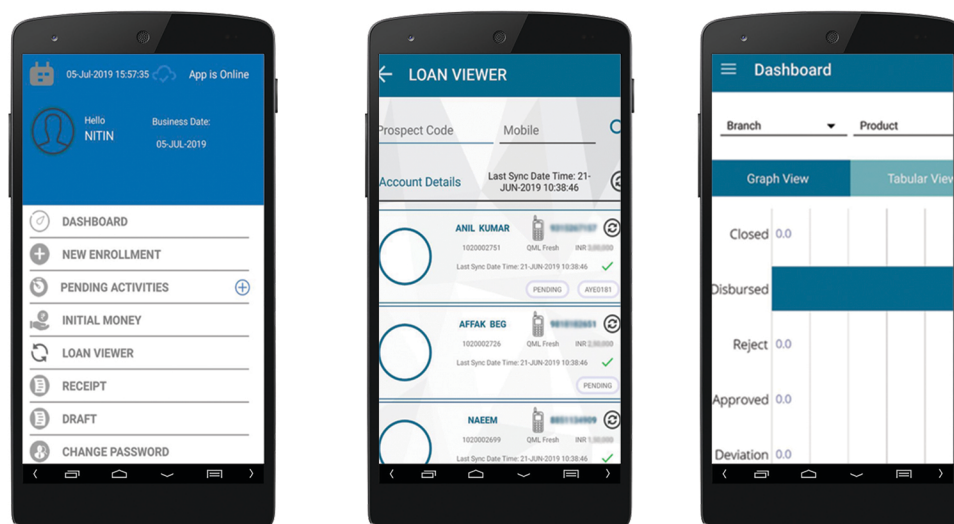 05-Jul-2019 15:57:35 App is Online
Hello
NITIN
Business Date:
05-JUL-2019
DASHBOARD
NEW ENROLLMENT
PENDING ACTIVITIES
INITIAL MONEY
LOAN VIEWER
RECEIPT
DRAFT
CHANGE PASSWORD
LOAN VIEWER
Prospect Code Mobile
Account Details
Last Sync Date Time: 21-
JUN-2019 10:38:46
ANIL KUMAR
1020002751 QML Fresh INR
Last Sync Date Time: 21-JUN-2019 10:38:46
PENDING AYE0181
AFFAK BEG
1020002726 QML Fresh INR
Last Sync Date Time: 21-JUN-2019 10:38:46
PENDING
NAEEM
1020002699 QML Fresh INR
Last Sync Date Time: 21-JUN-2019 10:38:46
Dashboard
Branch Product
Graph View Tabular View
Closed 0.0
Disbursed
Reject 0.0
Approved 0.0
Deviation 0.0